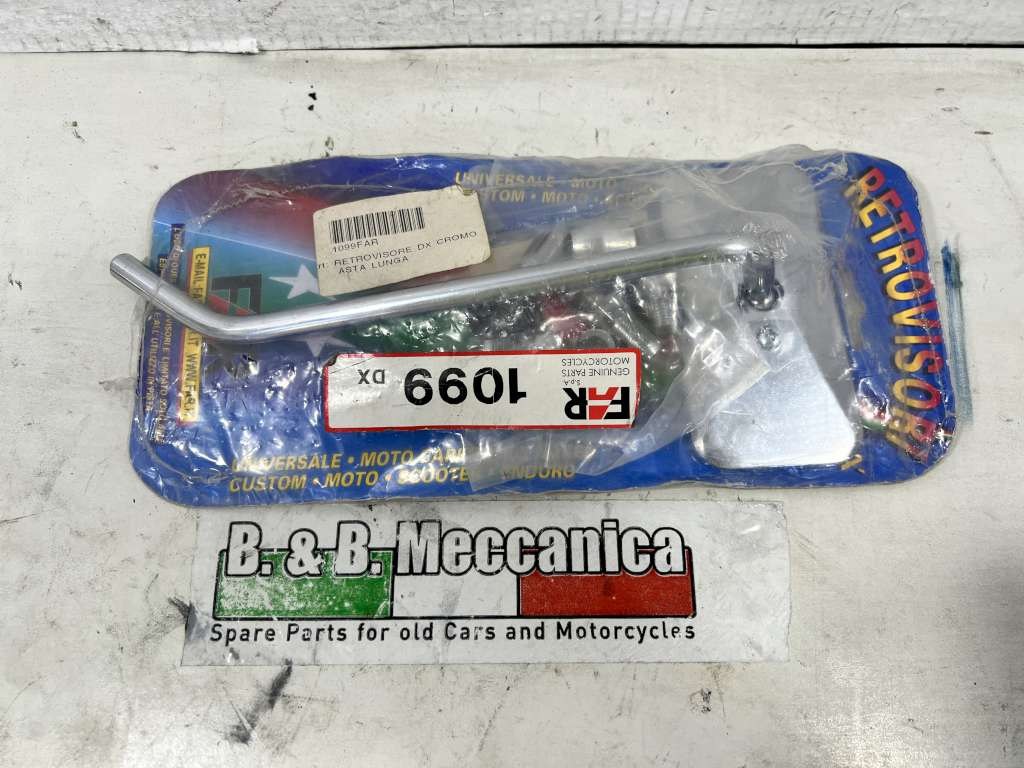 UNIVERSALE • MOTO
CUSTOM • MOTO •
RETROVISORI
1099FAR
RETROVISORE DX CROMO
ASTA LUNGA
E-MAIL
WWW.
FAR
S.p.A.
GENUINE PARTS
MOTORCYCLES
1099
DX
UNIVERSALE • MOTO
CUSTOM • MOTO • SCOOTER ENDURO
B. & B. Meccanica
Spare Parts for old Cars and Motorcycles